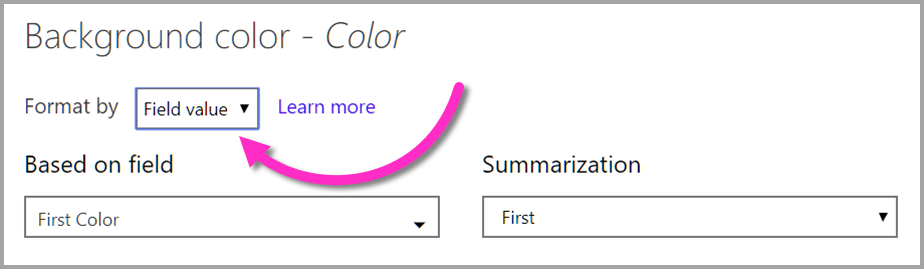 Background color - Color
Format by Field value Learn more
Based on field Summarization
First Color First